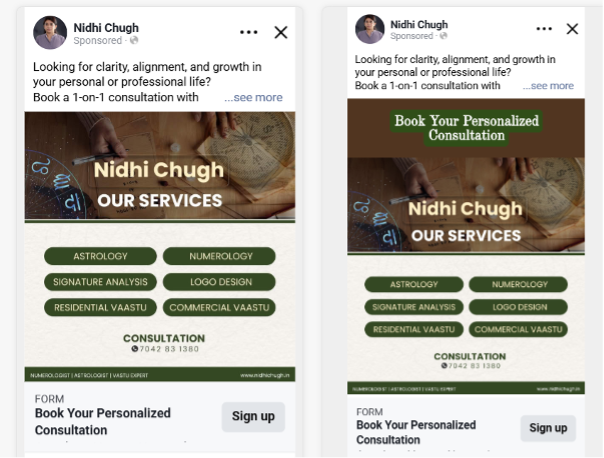 Nidhi Chugh
Sponsored ·
Looking for clarity, alignment, and growth in
your personal or professional life?
Book a 1-on-1 consultation with ...see more
Nidhi Chugh
OUR SERVICES
ASTROLOGY NUMEROLOGY
SIGNATURE ANALYSIS LOGO DESIGN
RESIDENTIAL VAASTU COMMERCIAL VAASTU
CONSULTATION
7042 83 1380
NUMEROLOGIST | ASTROLOGIST | VASTU EXPERT www.nidhichugh.in
FORM
Book Your Personalized
Consultation
Sign up
Nidhi Chugh
Sponsored ·
Looking for clarity, alignment, and growth in
your personal or professional life?
Book a 1-on-1 consultation with ...see more
Book Your Personalized
Consultation
Nidhi Chugh
OUR SERVICES
ASTROLOGY NUMEROLOGY
SIGNATURE ANALYSIS LOGO DESIGN
RESIDENTIAL VAASTU COMMERCIAL VAASTU
CONSULTATION
7042 83 1380
NUMEROLOGIST | ASTROLOGIST | VASTU EXPERT www.nidhichugh.in
FORM
Book Your Personalized
Consultation
Sign up